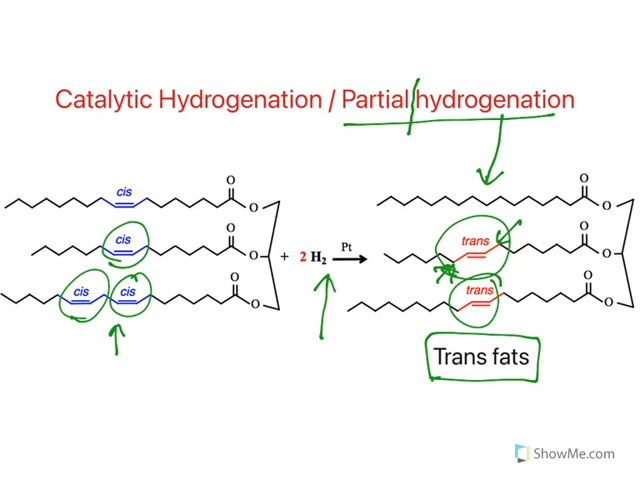 Catalytic Hydrogenation / Partial hydrogenation
cis
O
O
cis
O
O
cis cis
O
O
+ 2 H₂
Pt
O
O
trans
O
O
trans
O
O
Trans fats
ShowMe.com